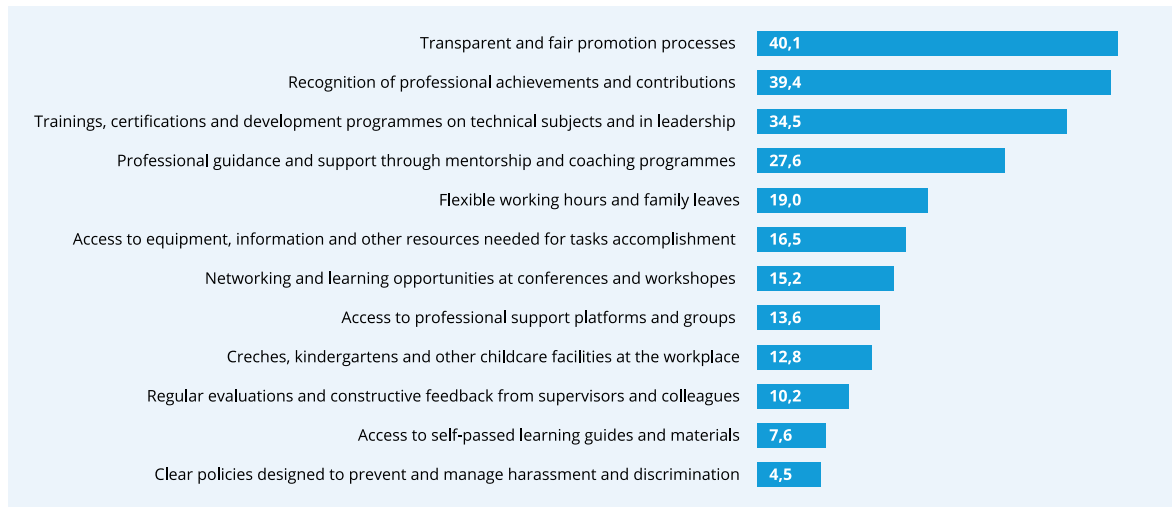 Transparent and fair promotion processes 40,1
Recognition of professional achievements and contributions 39,4
Trainings, certifications and development programmes on technical subjects and in leadership 34,5
Professional guidance and support through mentorship and coaching programmes 27,6
Flexible working hours and family leaves 19,0
Access to equipment, information and other resources needed for tasks accomplishment 16,5
Networking and learning opportunities at conferences and workshopes 15,2
Access to professional support platforms and groups 13,6
Creches, kindergartens and other childcare facilities at the workplace 12,8
Regular evaluations and constructive feedback from supervisors and colleagues 10,2
Access to self-passed learning guides and materials 7,6
Clear policies designed to prevent and manage harassment and discrimination 4,5